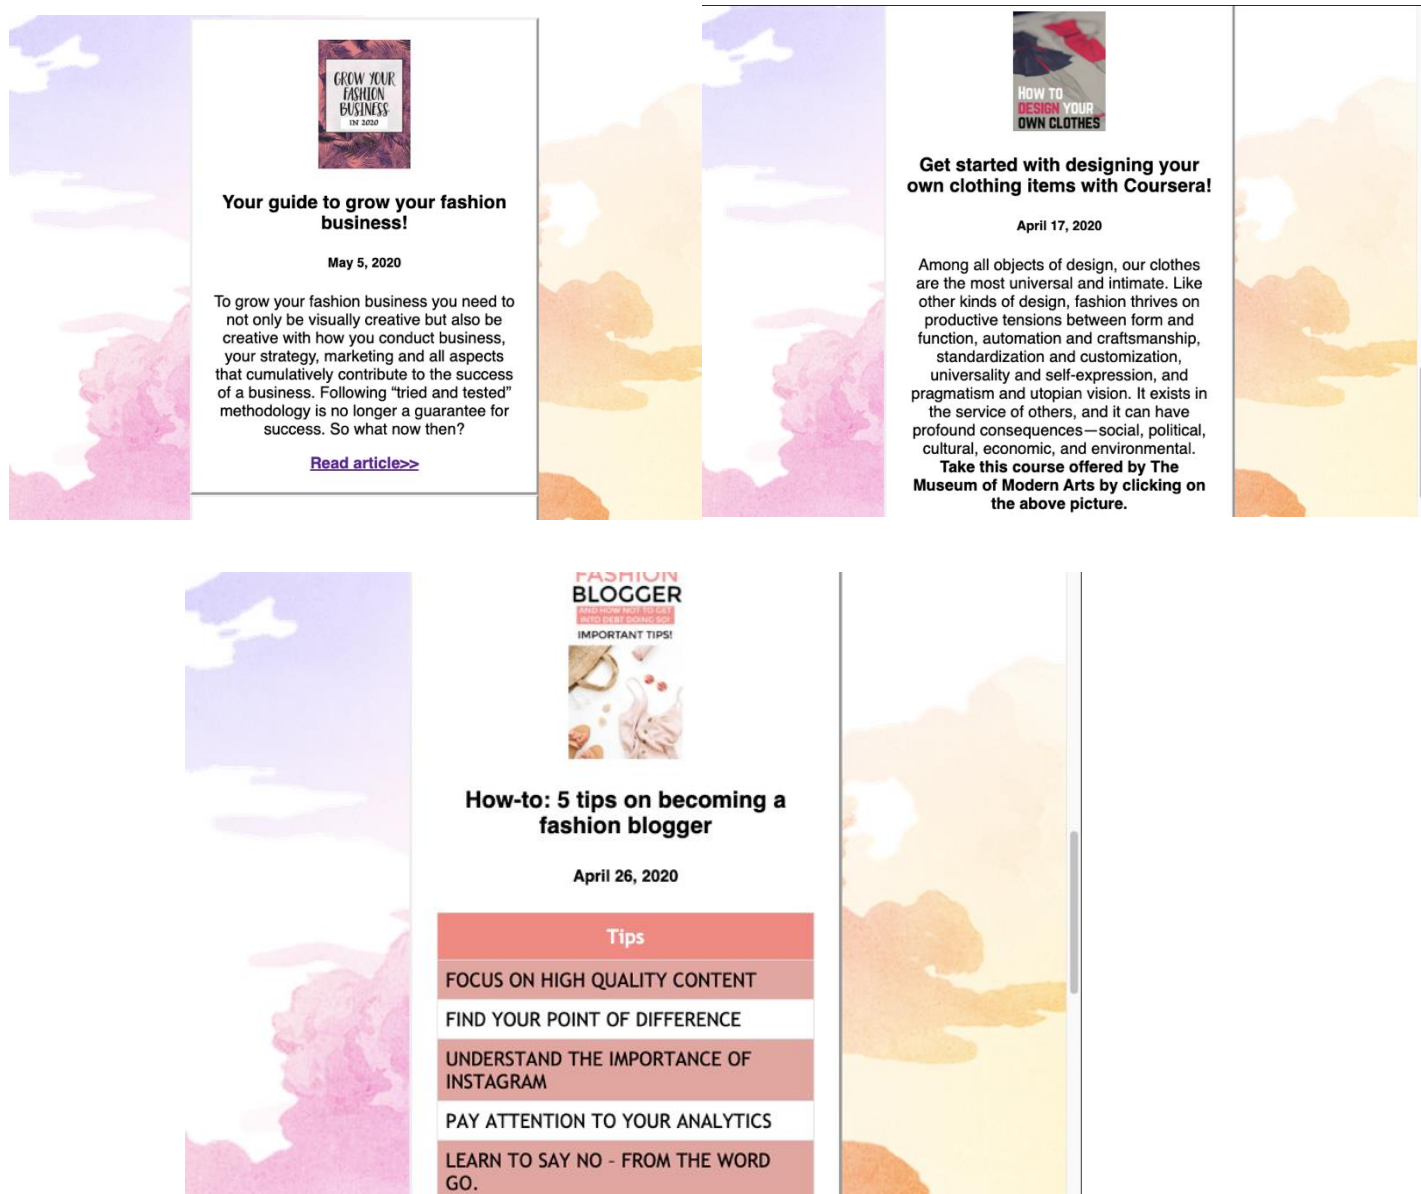 GROW YOUR
FASHION
BUSINESS
IN 2020
Your guide to grow your fashion
business!
May 5, 2020
To grow your fashion business you need to
not only be visually creative but also be
creative with how you conduct business,
your strategy, marketing and all aspects
that cumulatively contribute to the success
of a business. Following “tried and tested”
methodology is no longer a guarantee for
success. So what now then?
Read article>>
HOW TO
DESIGN YOUR
OWN CLOTHES
Get started with designing your
own clothing items with Coursera!
April 17, 2020
Among all objects of design, our clothes
are the most universal and intimate. Like
other kinds of design, fashion thrives on
productive tensions between form and
function, automation and craftsmanship,
standardization and customization,
universality and self-expression, and
pragmatism and utopian vision. It exists in
the service of others, and it can have
profound consequences—social, political,
cultural, economic, and environmental.
Take this course offered by The
Museum of Modern Arts by clicking on
the above picture.
FASHION
BLOGGER
AND HOW NOT TO GET
INTO DEBT DOING SO!
IMPORTANT TIPS!
How-to: 5 tips on becoming a
fashion blogger
April 26, 2020
Tips
FOCUS ON HIGH QUALITY CONTENT
FIND YOUR POINT OF DIFFERENCE
UNDERSTAND THE IMPORTANCE OF
INSTAGRAM
PAY ATTENTION TO YOUR ANALYTICS
LEARN TO SAY NO - FROM THE WORD
GO.